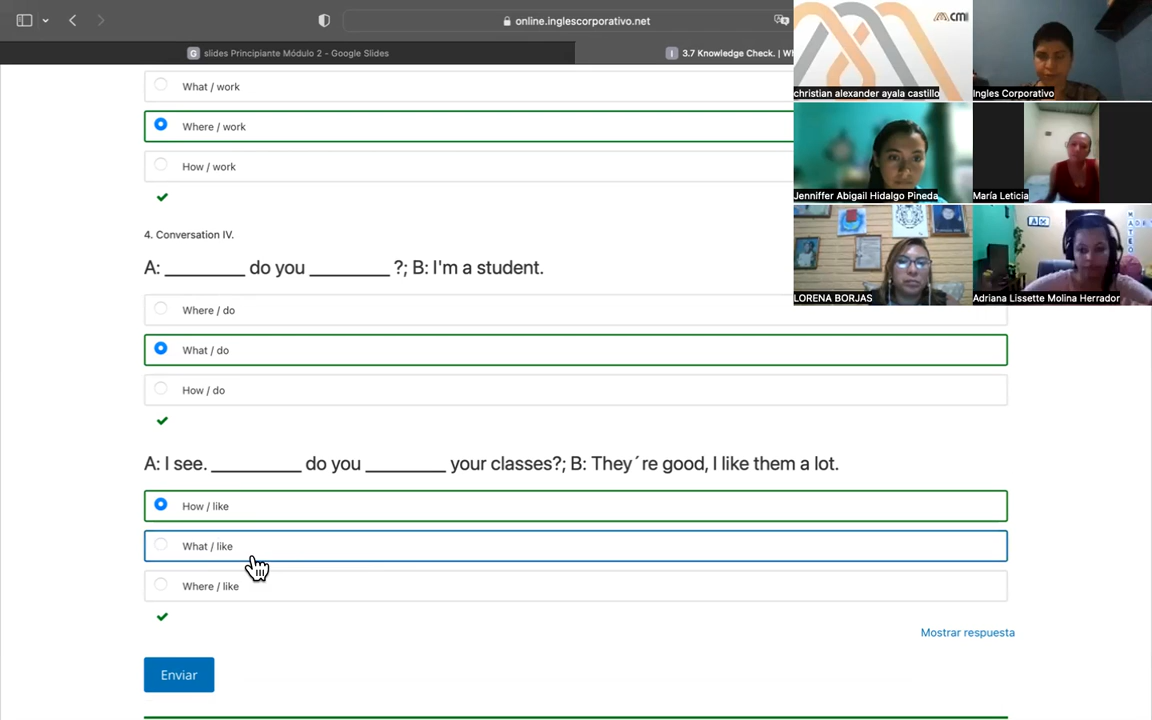 online.inglescorporativo.net
slides Principiante Módulo 2 - Google Slides
3.7 Knowledge Check. | Wh
cmi
christian alexander ayala castillo
Ingles Corporativo
Jenniffer Abigail Hidalgo Pineda
María Leticia
LORENA BORJAS
Adriana Lissette Molina Herrador
What / work
Where / work
How / work
4. Conversation IV.
A: _________ do you _________ ?; B: I'm a student.
Where / do
What / do
How / do
A: I see. __________ do you _________ your classes?; B: They´re good, I like them a lot.
How / like
What / like
Where / like
Mostrar respuesta
Enviar